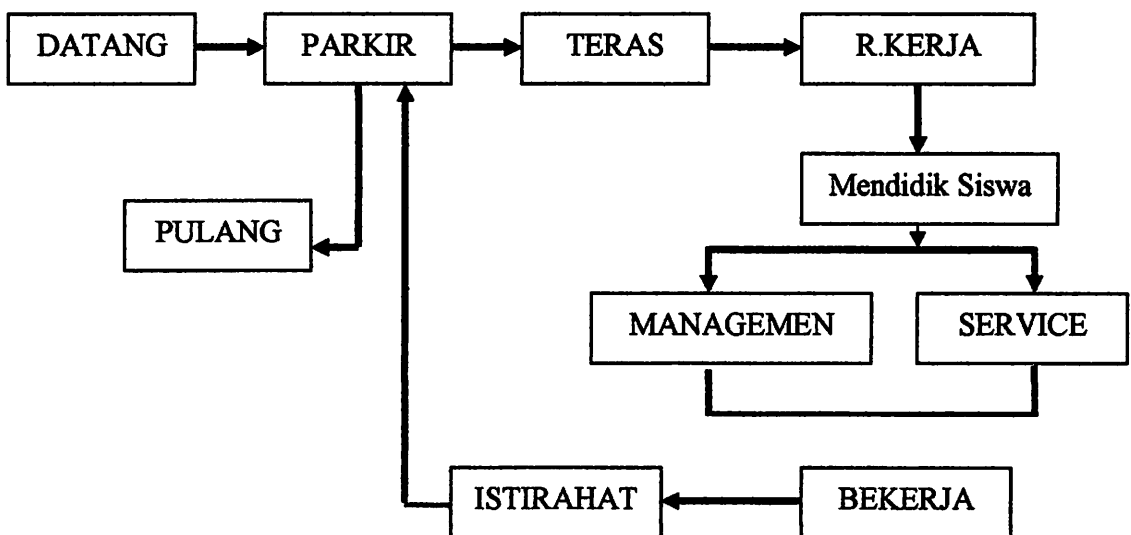 DATANG
PARKIR
TERAS
R.KERJA
Mendidik Siswa
PULANG
MANAGEMEN
SERVICE
ISTIRAHAT
BEKERJA